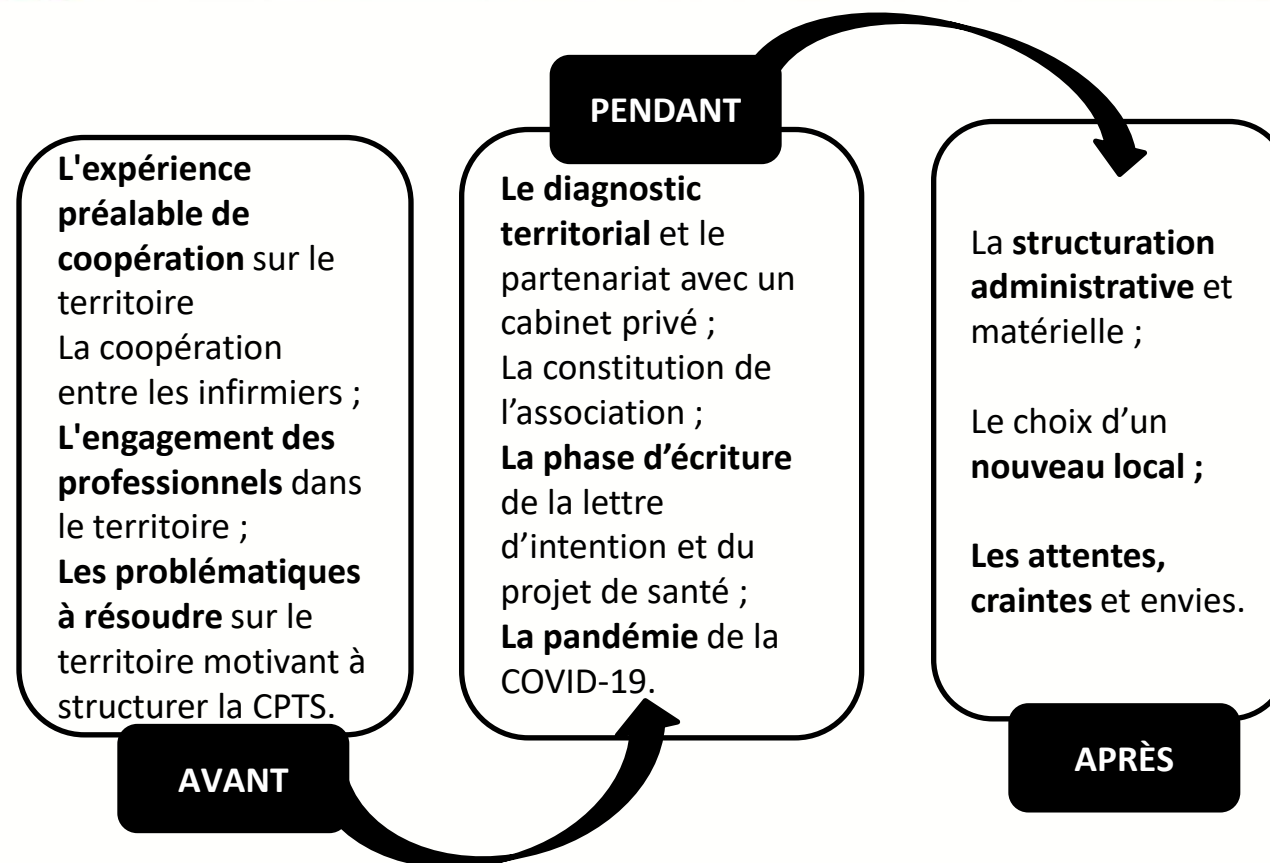 L'expérience
préalable de
coopération sur le
territoire
La coopération
entre les infirmiers ;
L'engagement des
professionnels dans
le territoire ;
Les problématiques
à résoudre sur le
territoire motivant à
structurer la CPTS.
AVANT
PENDANT
Le diagnostic
territorial et le
partenariat avec un
cabinet privé ;
La constitution de
l’association ;
La phase d’écriture
de la lettre
d’intention et du
projet de santé ;
La pandémie de la
COVID-19.
La structuration
administrative et
matérielle ;
Le choix d’un
nouveau local ;
Les attentes,
craintes et envies.
APRÈS